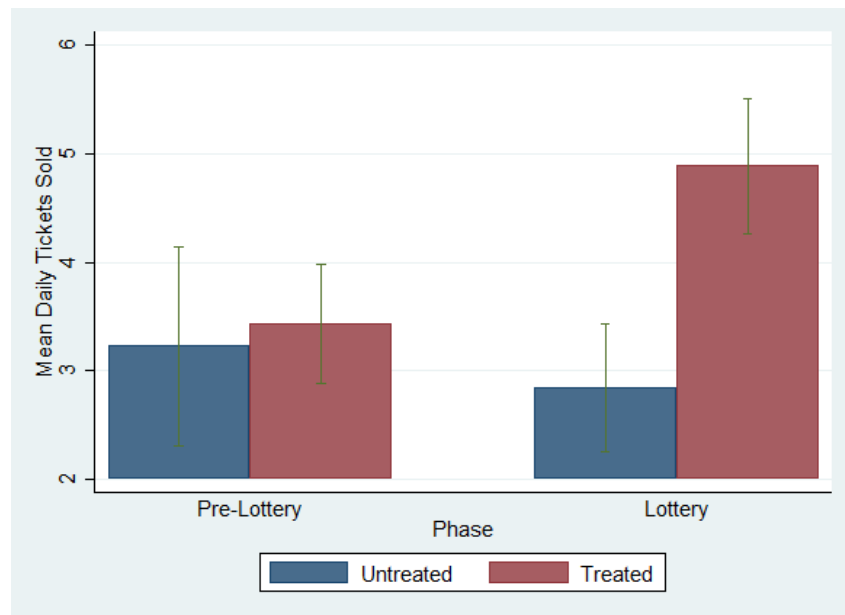 Mean Daily Tickets Sold
6
5
4
3
2
Pre-Lottery
Lottery
Phase
Untreated
Treated